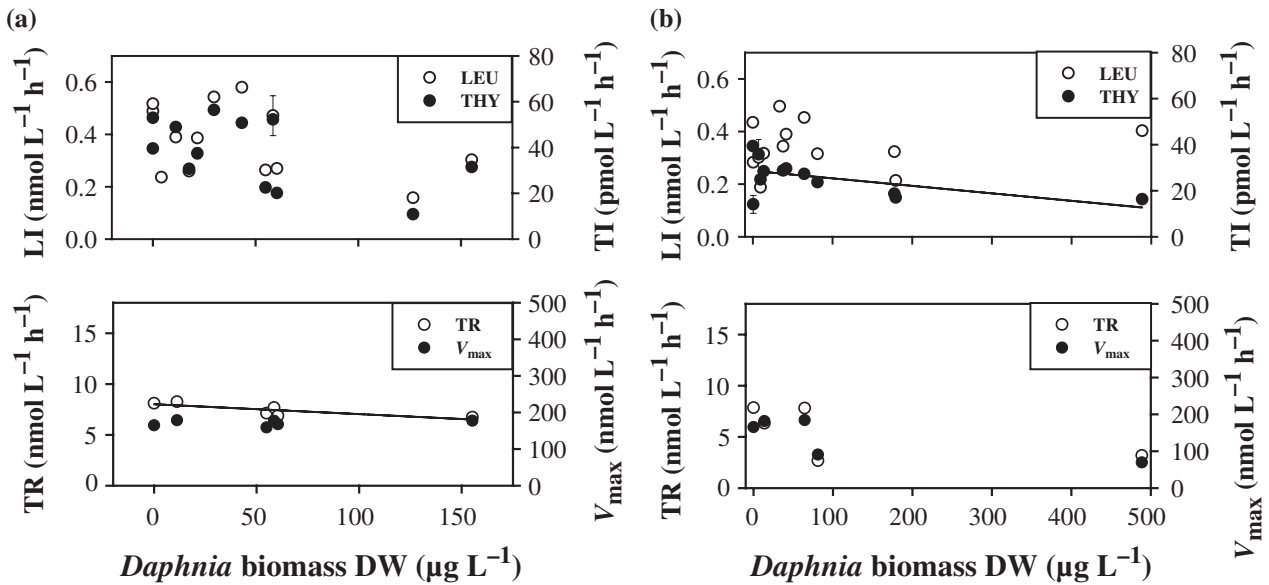 (a)
LI (nmol L⁻¹ h⁻¹)
0.6
0.4
0.2
0.0
LEU
THY
80
60
40
20
0
TI (pmol L⁻¹ h⁻¹)
TR (nmol L⁻¹ h⁻¹)
15
10
5
0
TR
Vmax
500
400
300
200
100
0
Vmax (nmol L⁻¹ h⁻¹)
0 50 100 150
Daphnia biomass DW (µg L⁻¹)
(b)
LI (nmol L⁻¹ h⁻¹)
0.6
0.4
0.2
0.0
LEU
THY
80
60
40
20
0
TI (pmol L⁻¹ h⁻¹)
TR (nmol L⁻¹ h⁻¹)
15
10
5
0
TR
Vmax
500
400
300
200
100
0
Vmax (nmol L⁻¹ h⁻¹)
0 100 200 300 400 500
Daphnia biomass DW (µg L⁻¹)